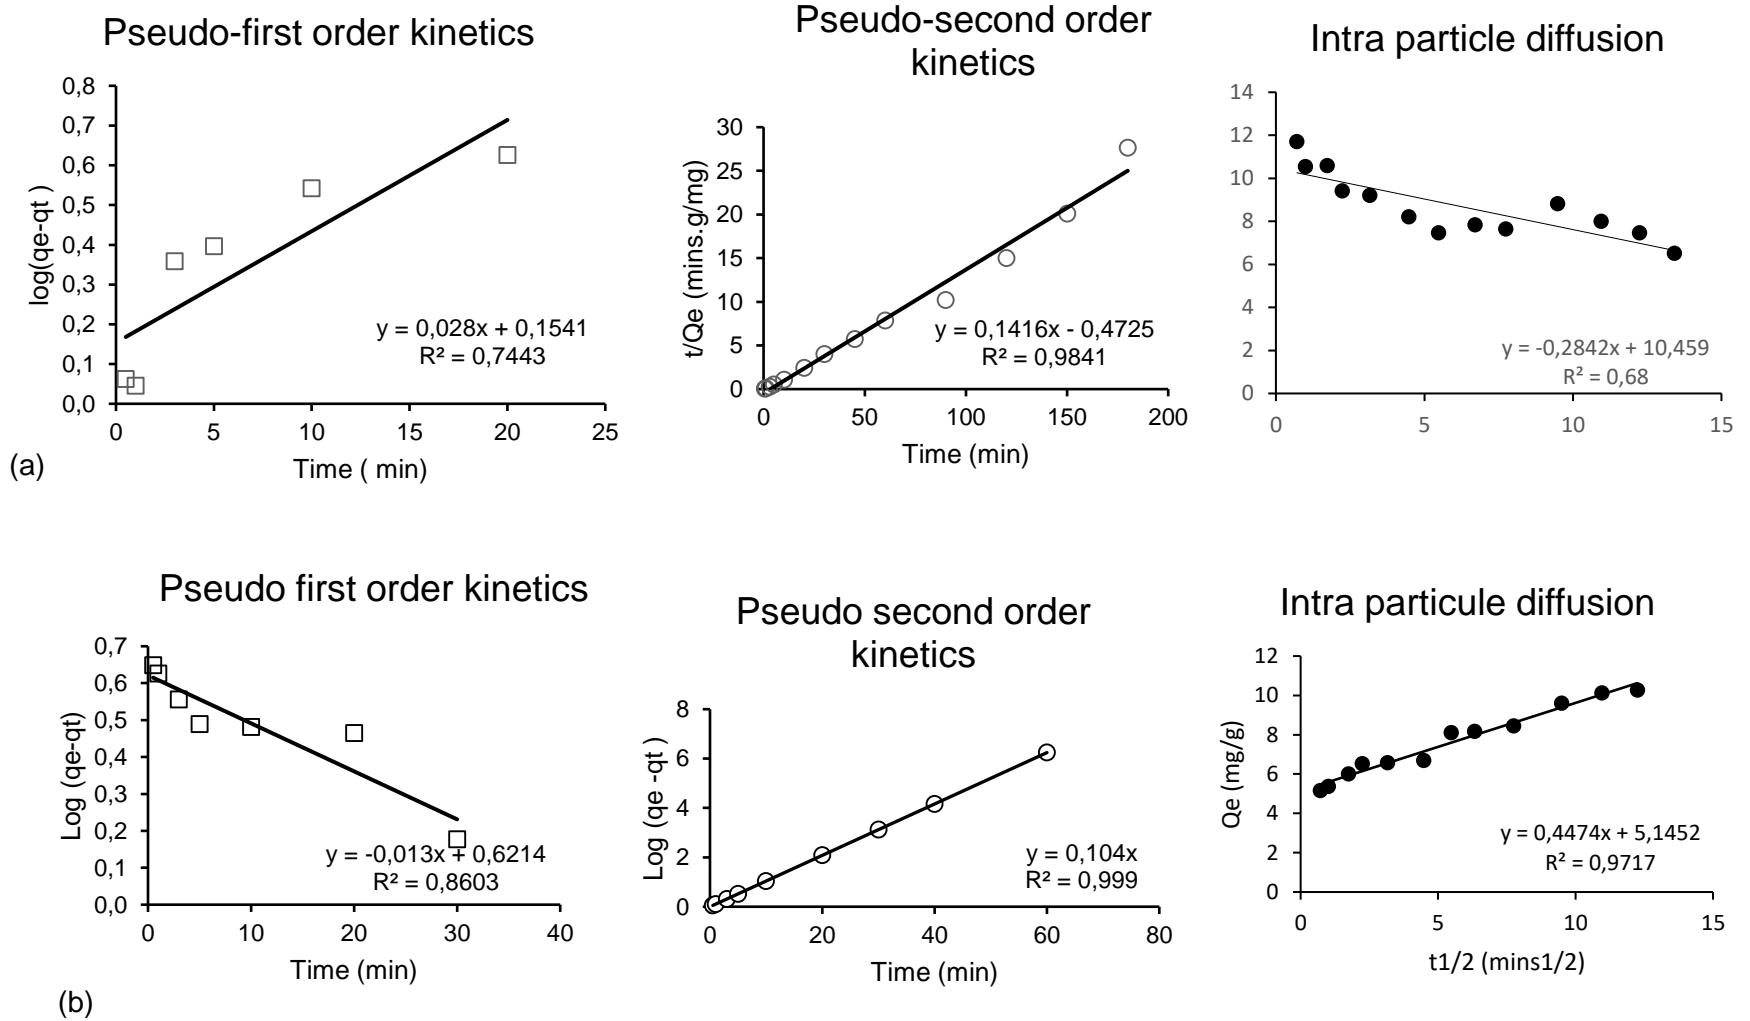 Pseudo-first order kinetics
0,8
0,7
0,6
0,5
0,4
0,3
0,2
0,1
0,0
log(qe-qt )
y = 0,028x + 0,1541
R² = 0,7443
0 5 10 15 20 25
Time ( min)
(a)
Pseudo-second order
kinetics
30
25
20
15
10
5
0
t/Qe (mins.g/mg)
y = 0,1416x - 0,4725
R² = 0,9841
0 50 100 150 200
Time (min)
Intra particle diffusion
14
12
10
8
6
4
2
0
y = -0,2842x + 10,459
R² = 0,68
0 5 10 15
Pseudo first order kinetics
0,7
0,6
0,5
0,4
0,3
0,2
0,1
0,0
Log (qe-qt)
y = -0,013x + 0,6214
R² = 0,8603
0 10 20 30 40
Time (min)
(b)
Pseudo second order
kinetics
8
6
4
2
0
Log (qe -qt )
y = 0,104x
R² = 0,999
0 20 40 60 80
Time (min)
Intra particule diffusion
12
10
8
6
4
2
0
Qe (mg/g)
y = 0,4474x + 5,1452
R² = 0,9717
0 5 10 15
t1/2 (mins1/2)